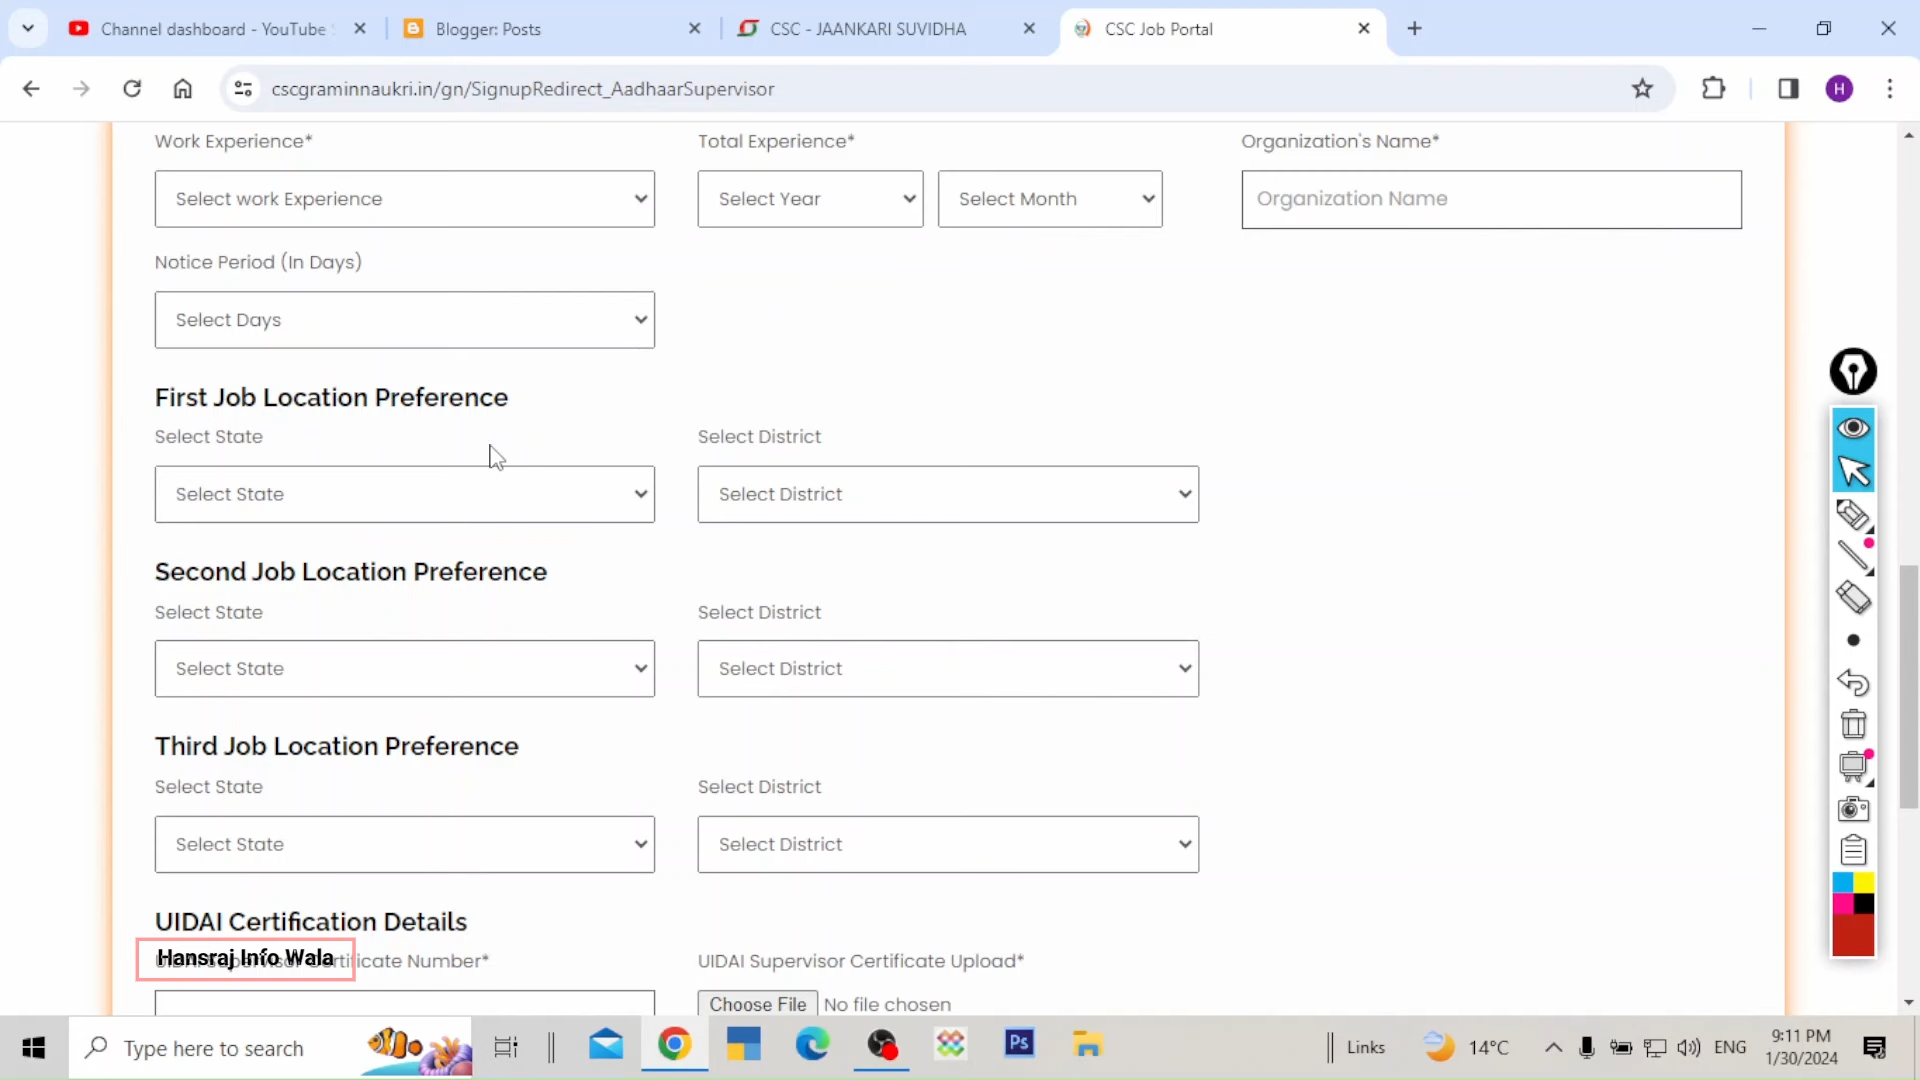 Channel dashboard - YouTube
Blogger: Posts
CSC - JAANKARI SUVIDHA
CSC Job Portal
cscgraminnaukri.in/gn/SignupRedirect_AadhaarSupervisor
H
Work Experience*
Total Experience*
Organization's Name*
Select work Experience
Select Year
Select Month
Organization Name
Notice Period (In Days)
Select Days
First Job Location Preference
Select State
Select District
Select State
Select District
Second Job Location Preference
Select State
Select District
Select State
Select District
Third Job Location Preference
Select State
Select District
Select State
Select District
UIDAI Certification Details
Hansraj Info Wala
UIDAI Supervisor Certificate Number*
UIDAI Supervisor Certificate Upload*
Choose File No file chosen
Type here to search
Ps
Links
14°C
ENG
9:11 PM
1/30/2024